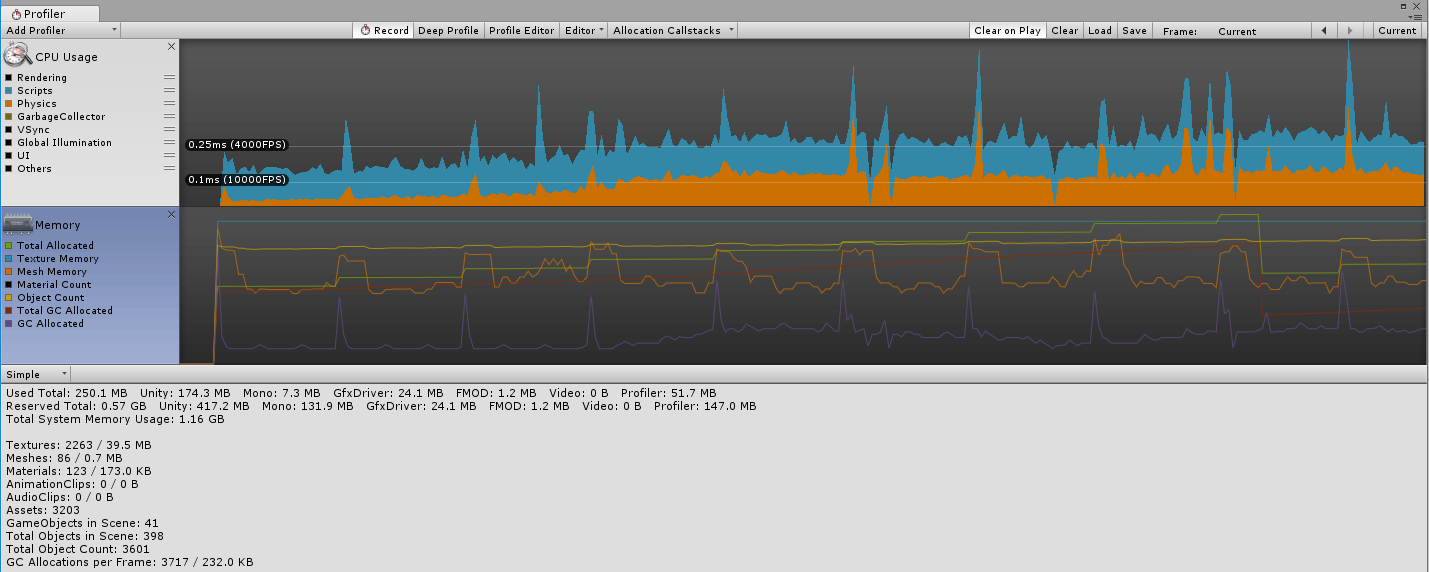 Profiler
Add Profiler Record Deep Profile Profile Editor Editor Allocation Callstacks Clear on Play Clear Load Save Frame: Current Current
CPU Usage
Rendering
Scripts
Physics
GarbageCollector
VSync
Global Illumination
UI
Others
0.25ms (4000FPS)
0.1ms (10000FPS)
Memory
Total Allocated
Texture Memory
Mesh Memory
Material Count
Object Count
Total GC Allocated
GC Allocated
Simple
Used Total: 250.1 MB Unity: 174.3 MB Mono: 7.3 MB GfxDriver: 24.1 MB FMOD: 1.2 MB Video: 0 B Profiler: 51.7 MB
Reserved Total: 0.57 GB Unity: 417.2 MB Mono: 131.9 MB GfxDriver: 24.1 MB FMOD: 1.2 MB Video: 0 B Profiler: 147.0 MB
Total System Memory Usage: 1.16 GB
Textures: 2263 / 39.5 MB
Meshes: 86 / 0.7 MB
Materials: 123 / 173.0 KB
AnimationClips: 0 / 0 B
AudioClips: 0 / 0 B
Assets: 3203
GameObjects in Scene: 41
Total Objects in Scene: 398
Total Object Count: 3601
GC Allocations per Frame: 3717 / 232.0 KB